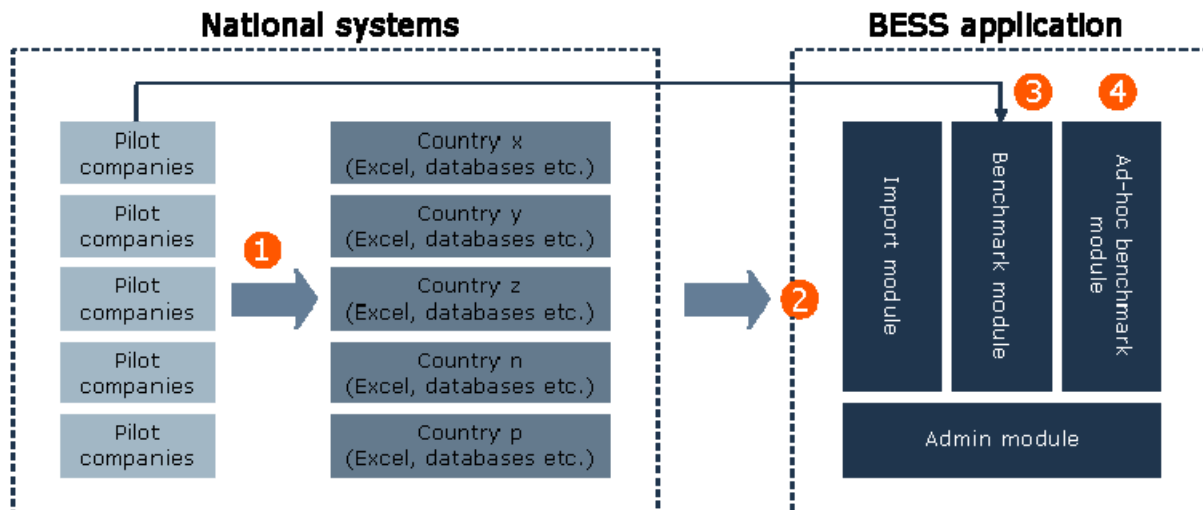 National systems
BESS application
3
4
Pilot
companies
Country x
(Excel, databases etc.)
Pilot
companies
Country y
(Excel, databases etc.)
1
Pilot
companies
Country z
(Excel, databases etc.)
2
Pilot
companies
Country n
(Excel, databases etc.)
Pilot
companies
Country p
(Excel, databases etc.)
Import module
Benchmark module
Ad-hoc benchmark
module
Admin module